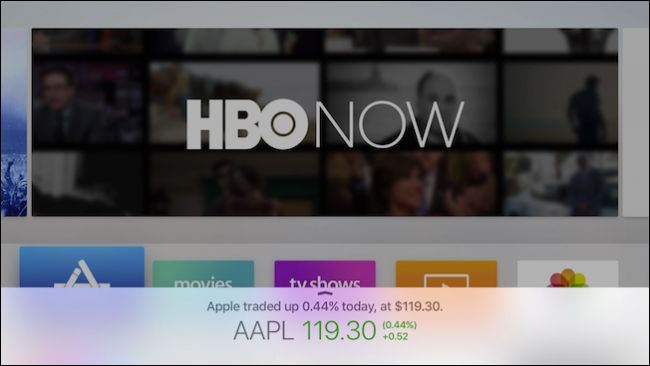 HBO NOW
movies
tv shows
Apple traded up 0.44% today, at $119.30.
AAPL 119.30 (0.44%)
+0.52